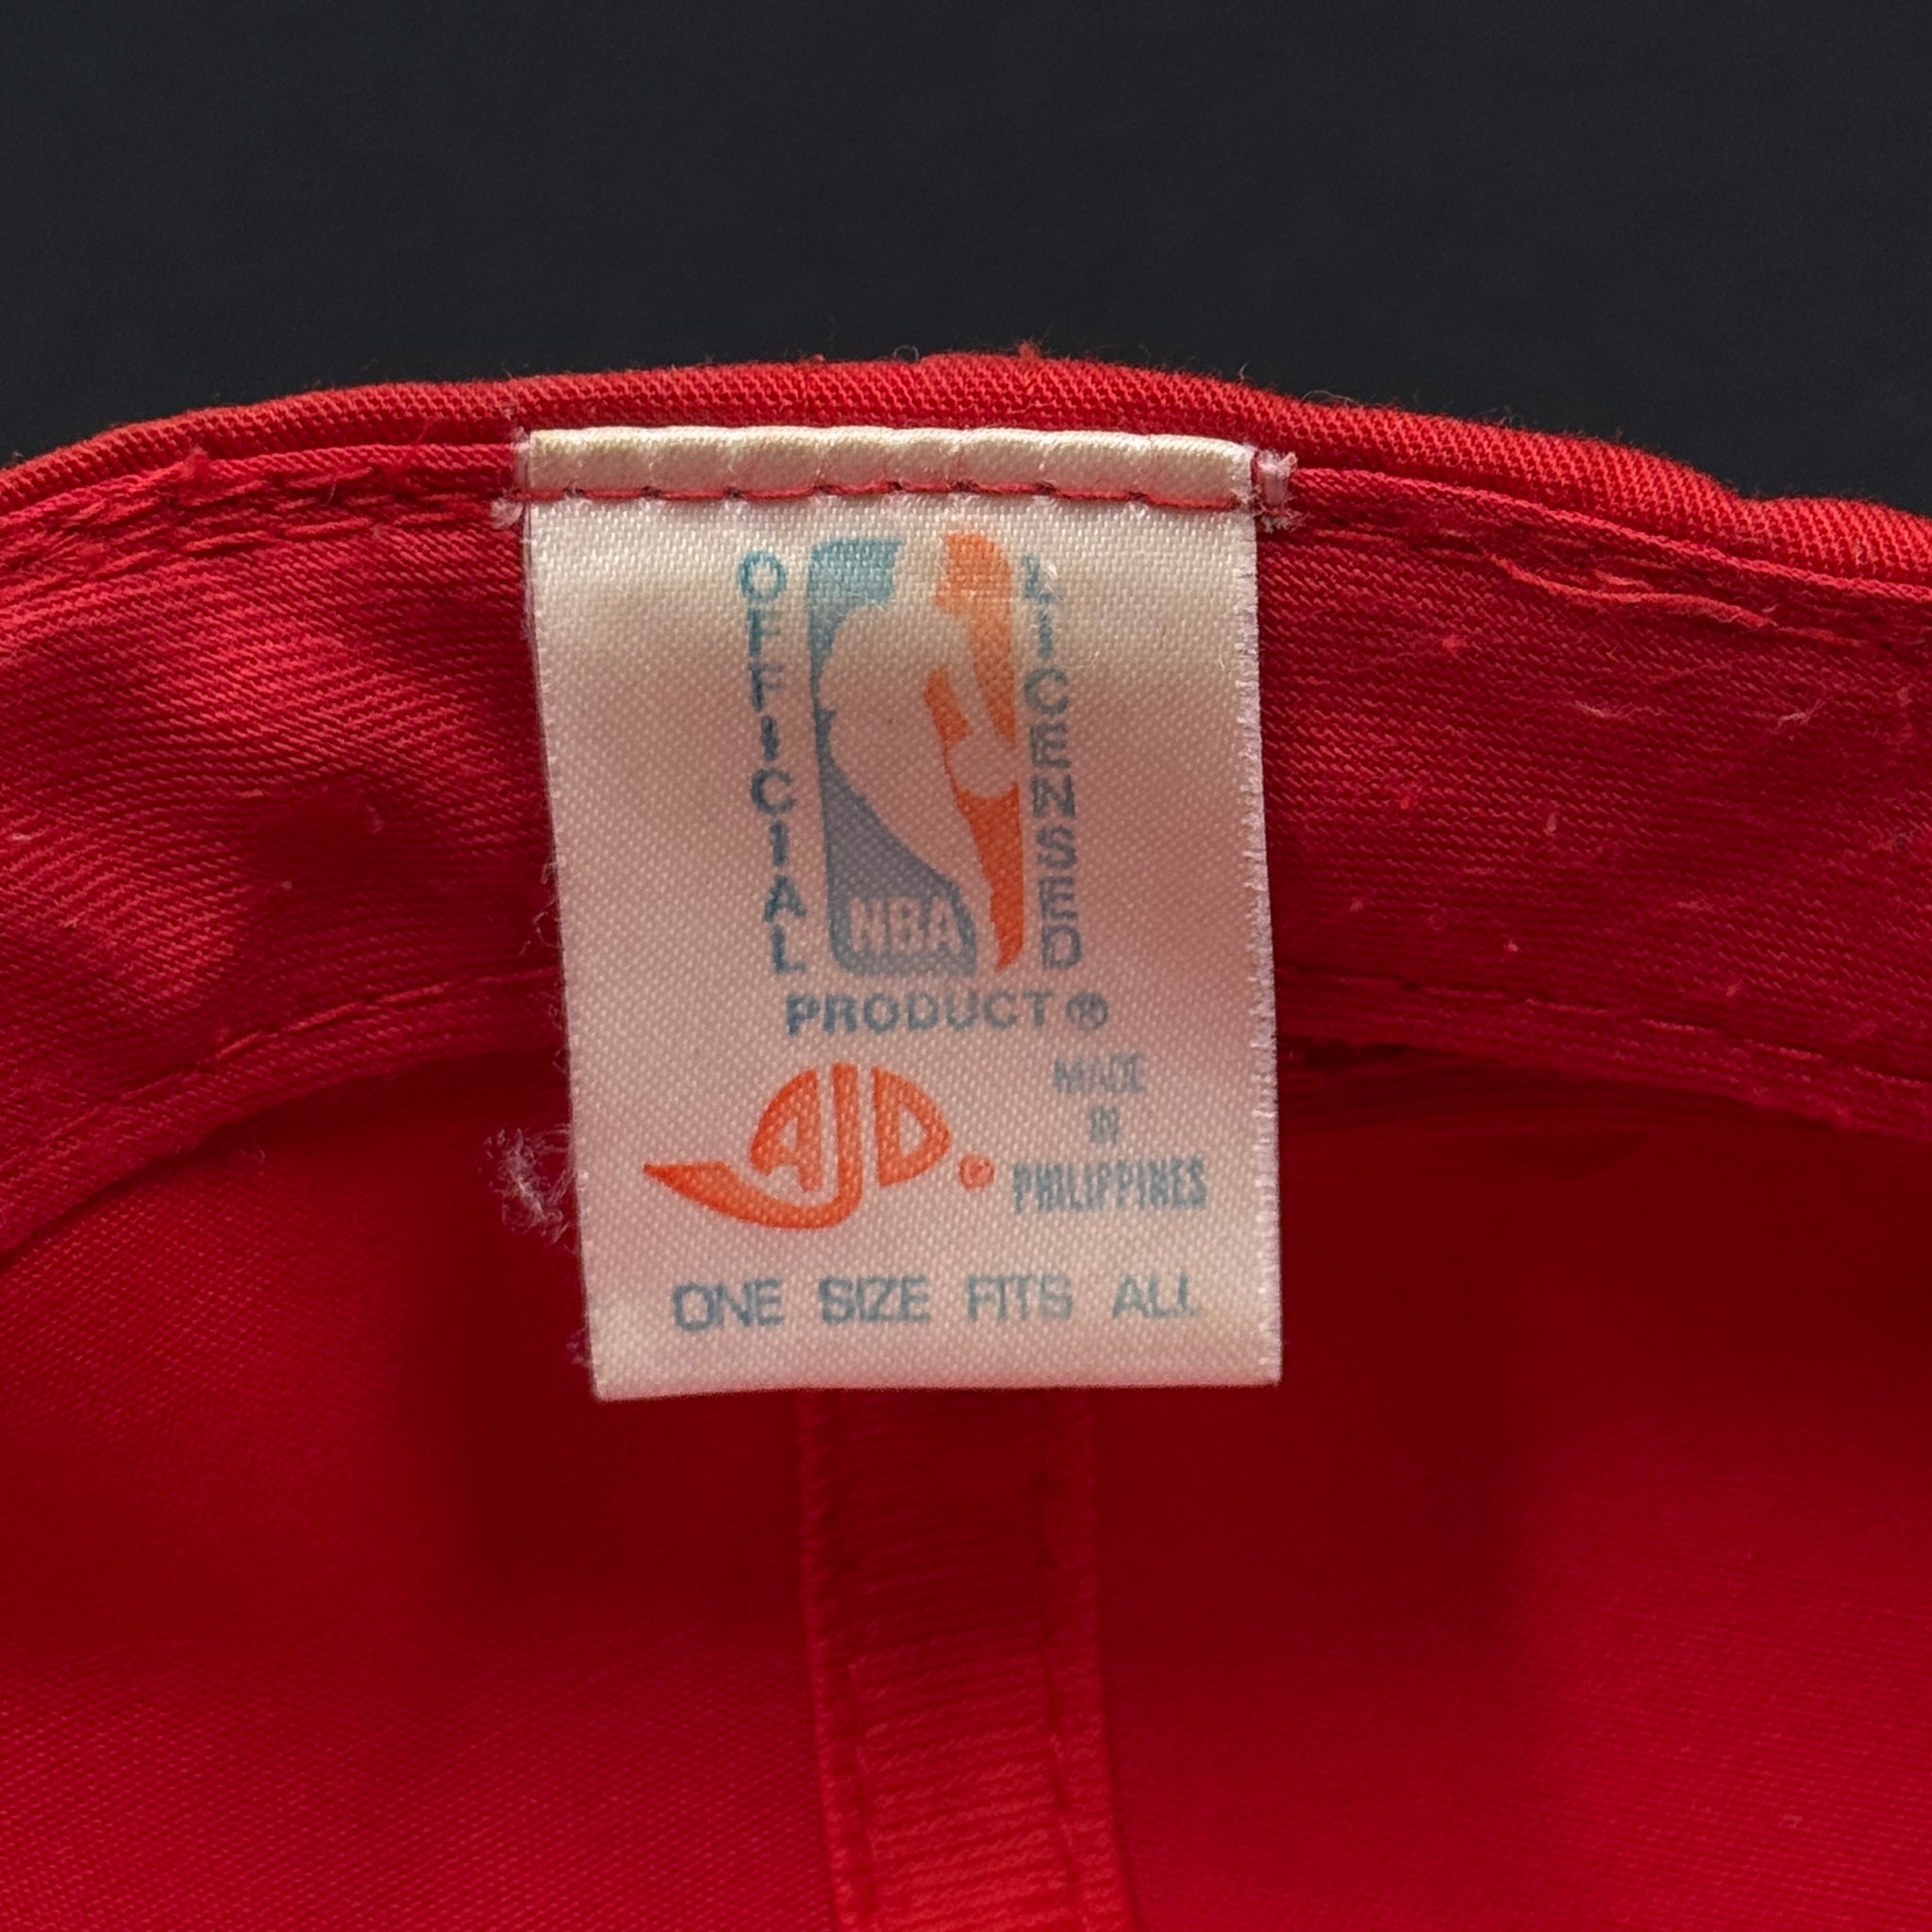 OFFICIAL
LICENSED
NBA
PRODUCT ®
AJD ®
MADE
IN
PHILIPPINES
ONE SIZE FITS ALL